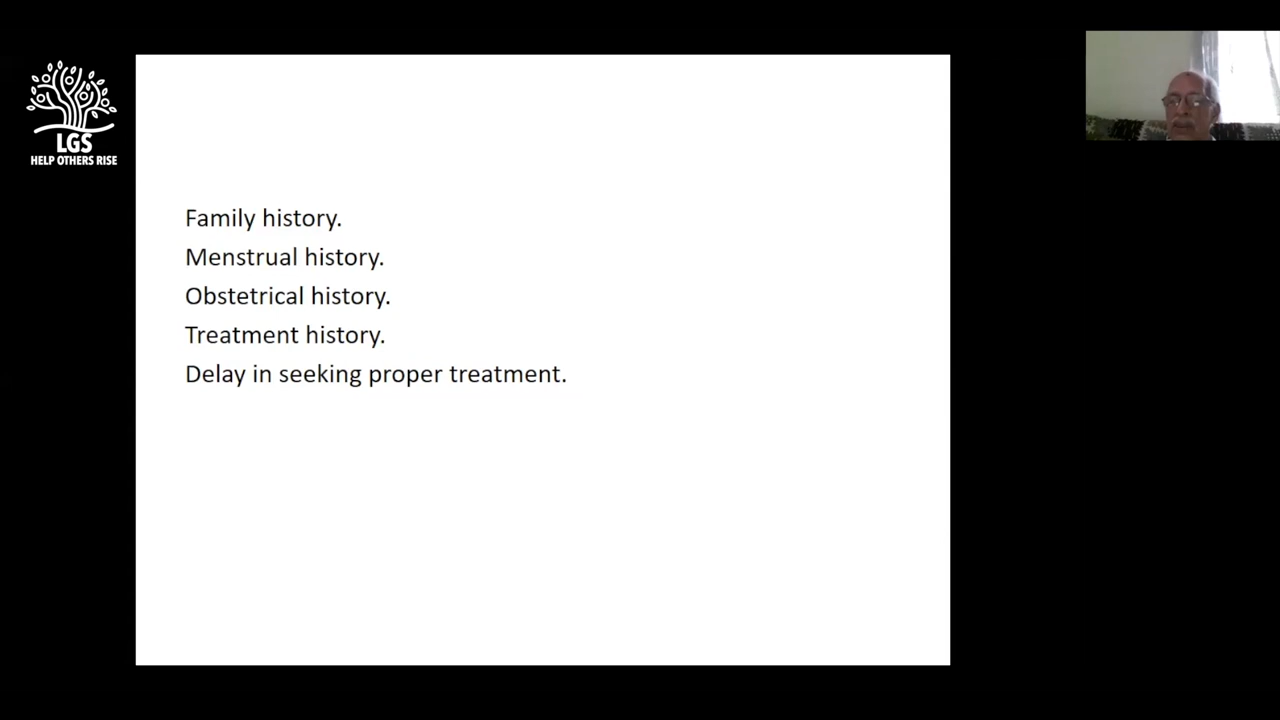 LGS
HELP OTHERS RISE
Family history.
Menstrual history.
Obstetrical history.
Treatment history.
Delay in seeking proper treatment.